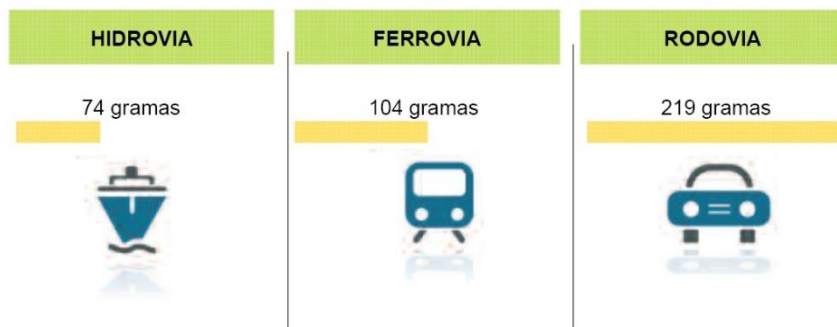 HIDROVIA
FERROVIA
RODOVIA
74 gramas
104 gramas
219 gramas